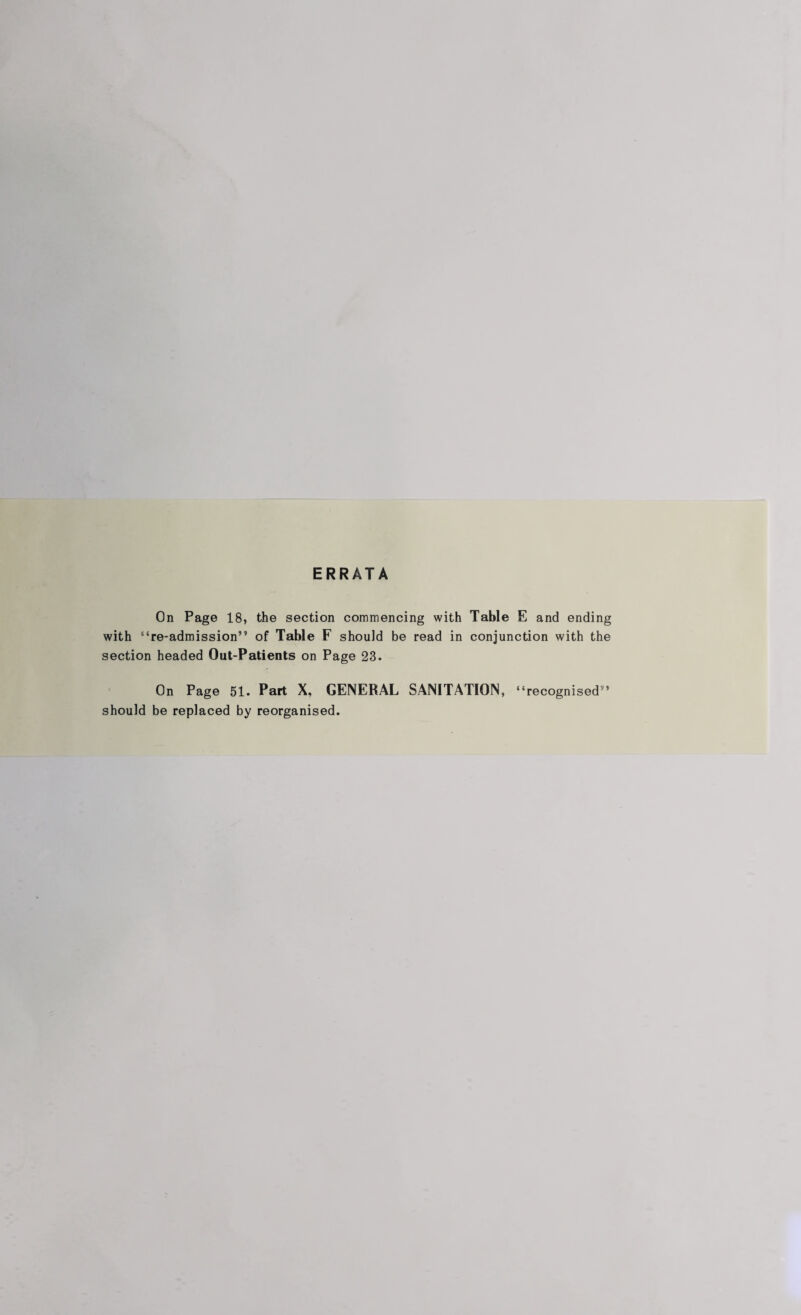 ERRATA
On Page 18, the section commencing with Table E and ending
with “re-admission” of Table F should be read in conjunction with the
section headed Out-Patients on Page 23.
On Page 51. Part X, GENERAL SANITATION, “recognised”
should be replaced by reorganised.